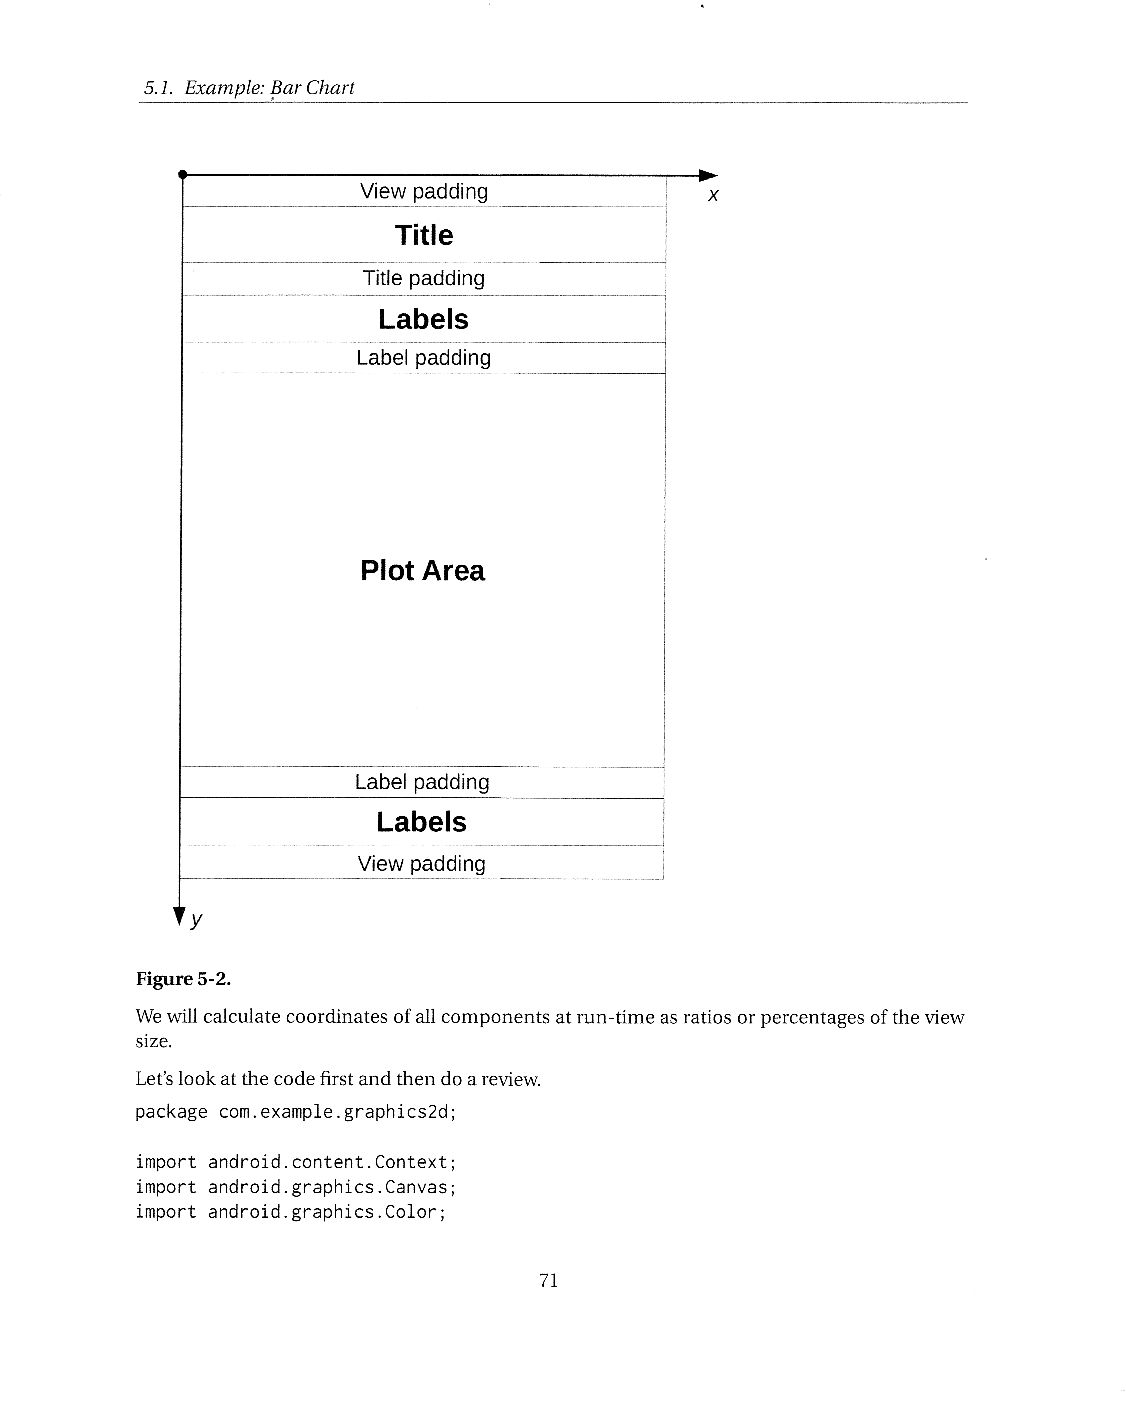 5.1. Example: Bar Chart
View padding
x
Title
Title padding
Labels
Label padding
Plot Area
Label padding
Labels
View padding
y
Figure 5-2.
We will calculate coordinates of all components at run-time as ratios or percentages of the view
size.
Let's look at the code first and then do a review.
package com.example.graphics2d;
import android.content.Context;
import android.graphics.Canvas;
import android.graphics.Color;
71